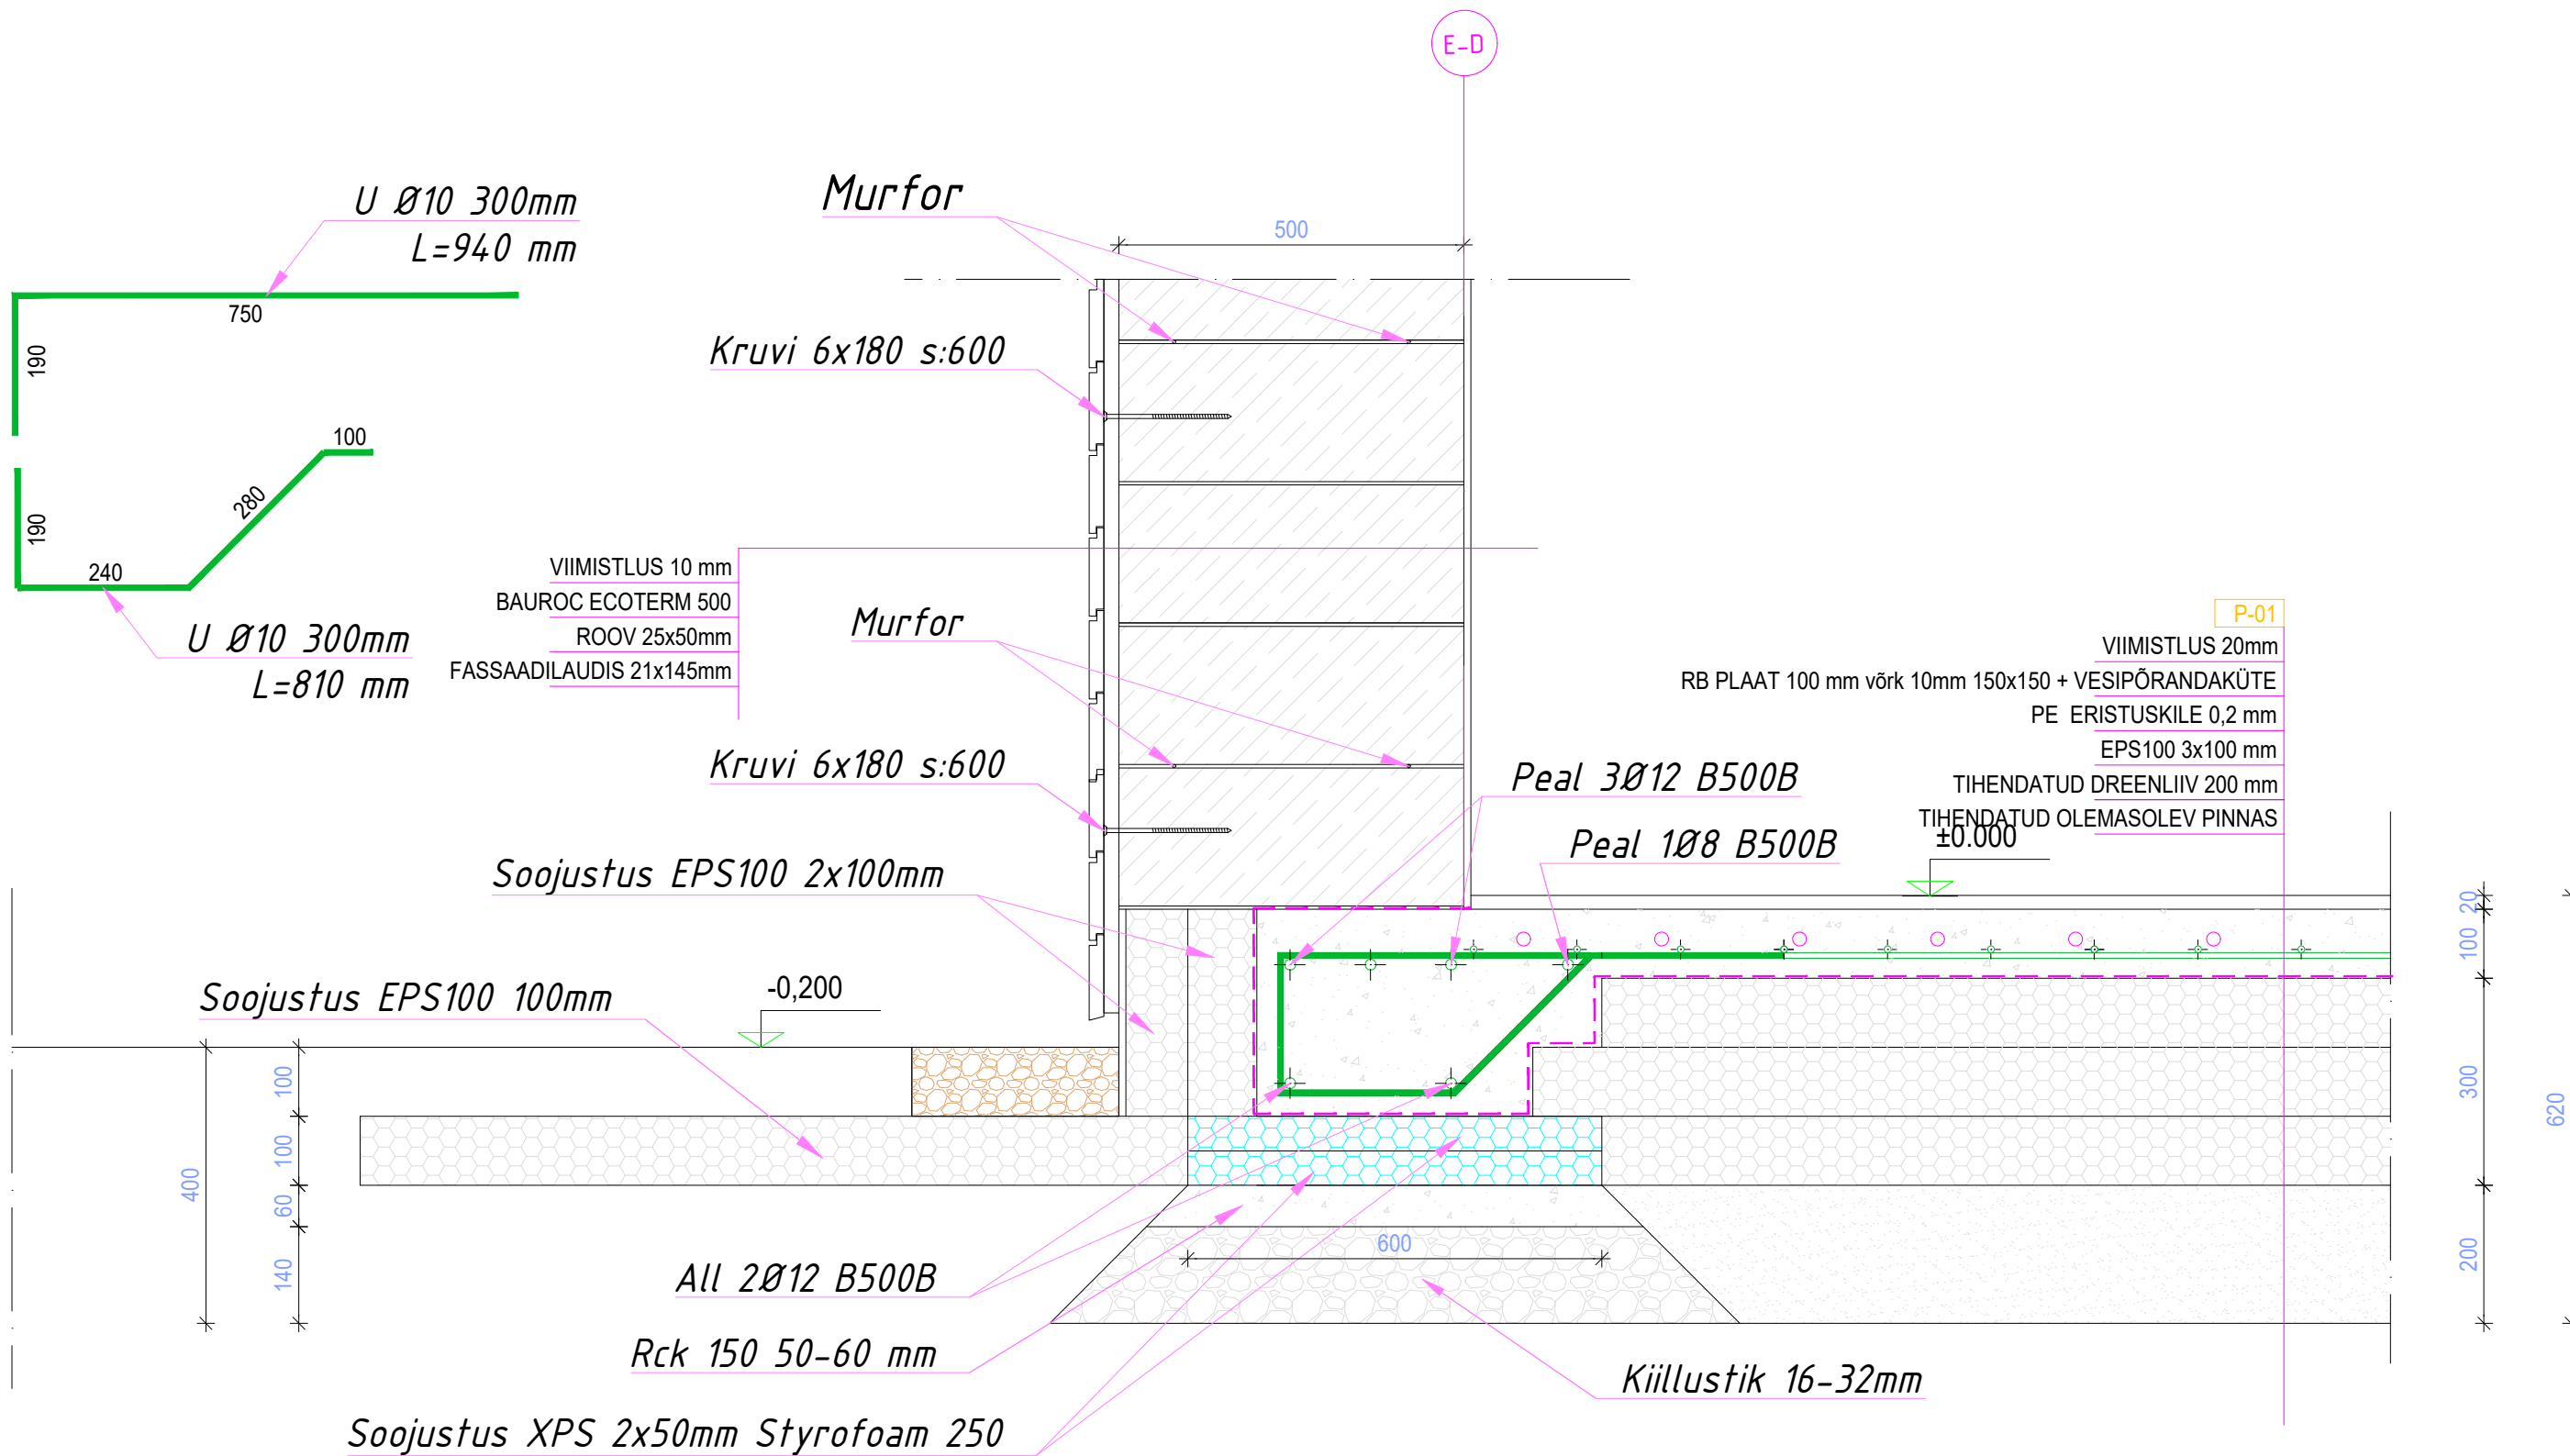 E-D
U Ø10 300mm
L=940 mm
750
190
100
280
190
240
U Ø10 300mm
L=810 mm
Murfor
500
Kruvi 6x180 s:600
VIIMISTLUS 10 mm
BAUROC ECOTERM 500
ROOV 25x50mm
FASSAADILAUDIS 21x145mm
Murfor
Kruvi 6x180 s:600
P-01
VIIMISTLUS 20mm
RB PLAAT 100 mm võrk 10mm 150x150 + VESIPÕRANDAKÜTE
PE ERISTUSKILE 0,2 mm
EPS100 3x100 mm
TIHENDATUD DREENLIIV 200 mm
TIHENDATUD OLEMASOLEV PINNAS
±0.000
Peal 3Ø12 B500B
Peal 1Ø8 B500B
Soojustus EPS100 2x100mm
Soojustus EPS100 100mm
-0,200
100
100
60
140
400
20
100
300
200
620
600
All 2Ø12 B500B
Rck 150 50-60 mm
Soojustus XPS 2x50mm Styrofoam 250
Kiillustik 16-32mm